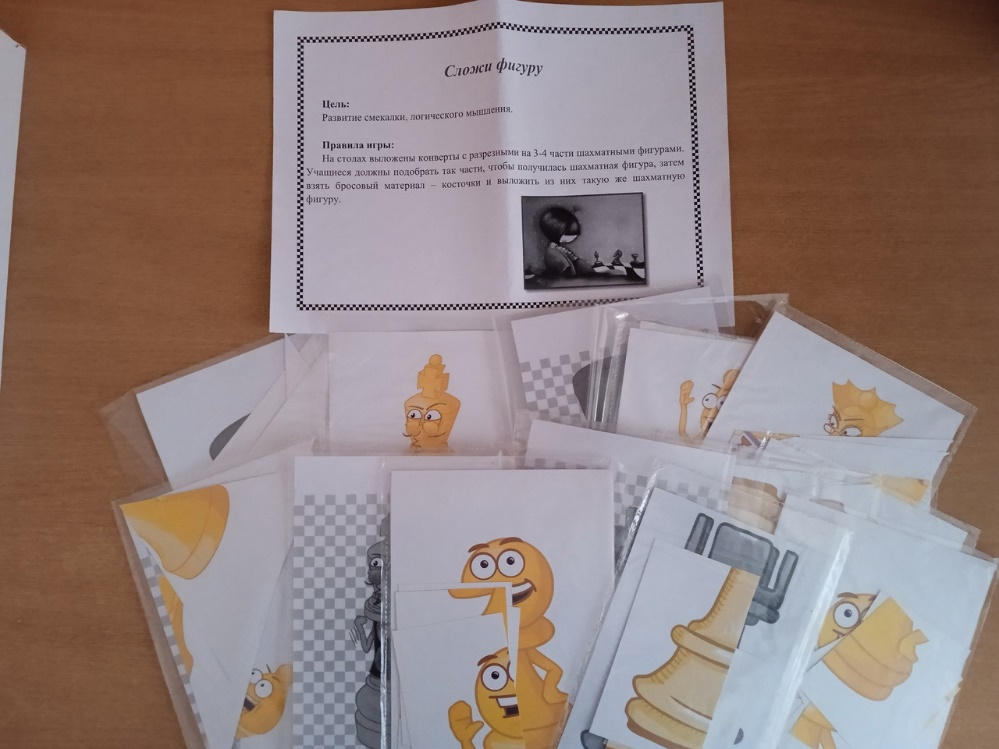 Сложи фигуру
Цель:
Развитие смекалки, логического мышления.
Правила игры:
На столах выложены конверты с разрезными на 3-4 части шахматными фигурами.
Учащиеся должны подобрать так части, чтобы получилась шахматная фигура, затем
взять бросовый материал – косточки и выложить из них такую же шахматную
фигуру.